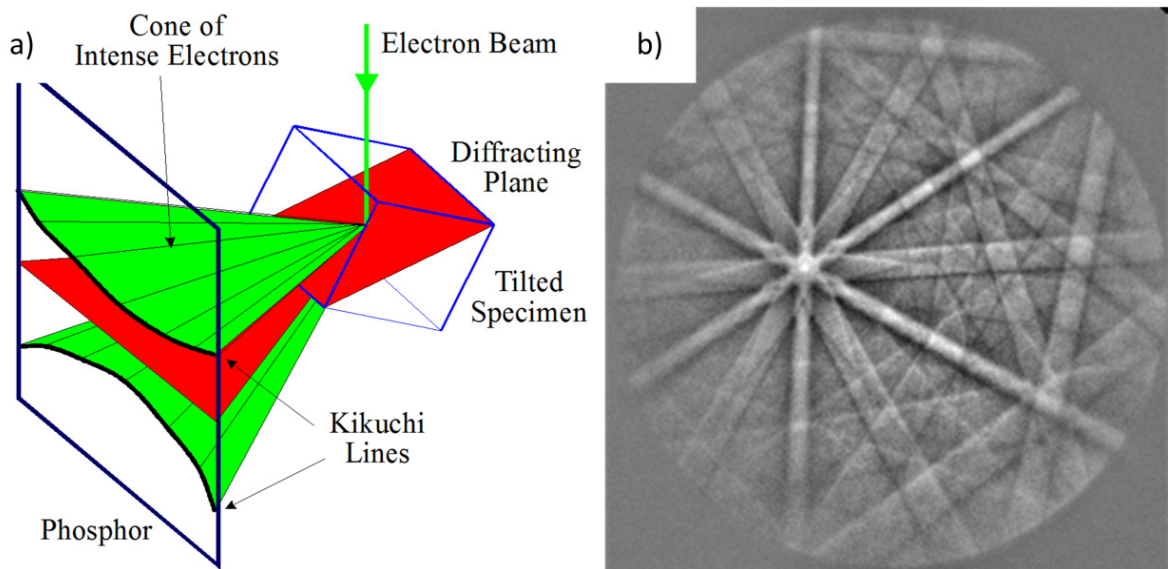 a)
Cone of
Intense Electrons
Electron Beam
Diffracting
Plane
Tilted
Specimen
Kikuchi
Lines
Phosphor
b)